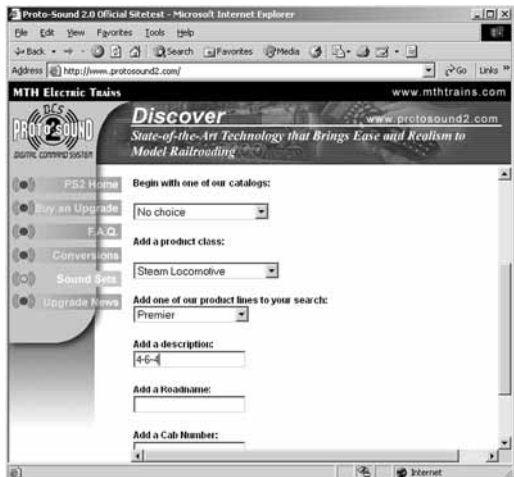 Proto-Sound 2.0 Official Sitetest - Microsoft Internet Explorer
File Edit View Favorites Tools Help
Back Search Favorites Media
Address http://www.protosound2.com/ Go Links »
MTH Electric Trains www.mthtrains.com
DCS
PROTO SOUND 2
DIGITAL COMMAND SYSTEM
Discover www.protosound2.com
State-of-the-Art Technology that Brings Ease and Realism to
Model Railroading
PS2 Home
Buy an Upgrade
F.A.Q.
Conversions
Sound Sets
Upgrade News
Begin with one of our catalogs:
No choice
Add a product class:
Steam Locomotive
Add one of our product lines to your search:
Premier
Add a description:
4-6-4
Add a Roadname:
Add a Cab Number:
Internet